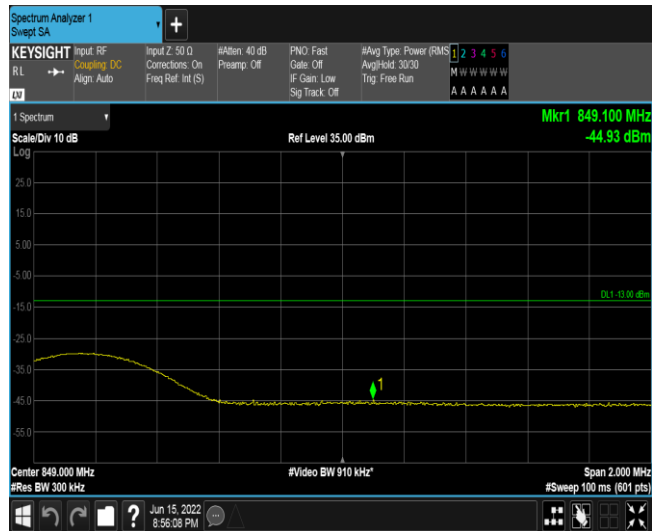 Spectrum Analyzer 1
Swept SA
+
KEYSIGHT
RL
LXI
Input: RF
Coupling: DC
Align: Auto
Input Z: 50 Ω
Corrections: On
Freq Ref: Int (S)
#Atten: 40 dB
Preamp: Off
PNO: Fast
Gate: Off
IF Gain: Low
Sig Track: Off
#Avg Type: Power (RMS
Avg|Hold: 30/30
Trig: Free Run
1 2 3 4 5 6
M W W W W W
A A A A A A
1 Spectrum
Mkr1 849.100 MHz
Scale/Div 10 dB
Ref Level 35.00 dBm
-44.93 dBm
Log
25.0
15.0
5.00
-5.00
DL1 -13.00 dBm
-15.0
-25.0
-35.0
1
-45.0
-55.0
Center 849.000 MHz
#Video BW 910 kHz*
Span 2.000 MHz
#Res BW 300 kHz
#Sweep 100 ms (601 pts)
?
Jun 15, 2022
8:56:08 PM